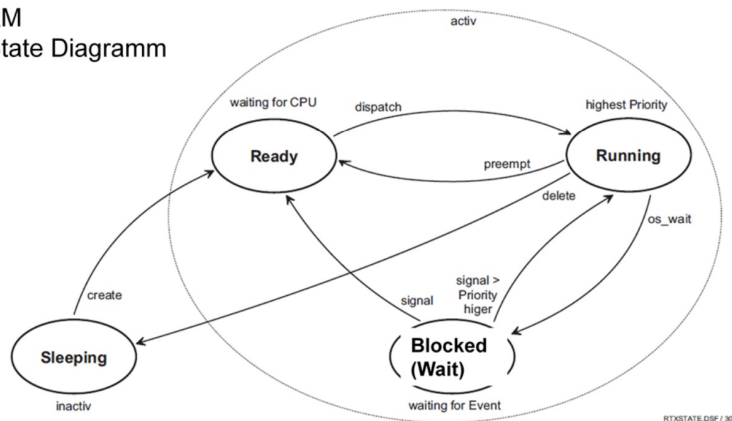 M
tate Diagramm
activ
waiting for CPU
dispatch
highest Priority
Ready
Running
preempt
delete
os_wait
create
signal
signal >
Priority
higer
Sleeping
Blocked
(Wait)
inactiv
waiting for Event
RTXSTATE.DSF / 30